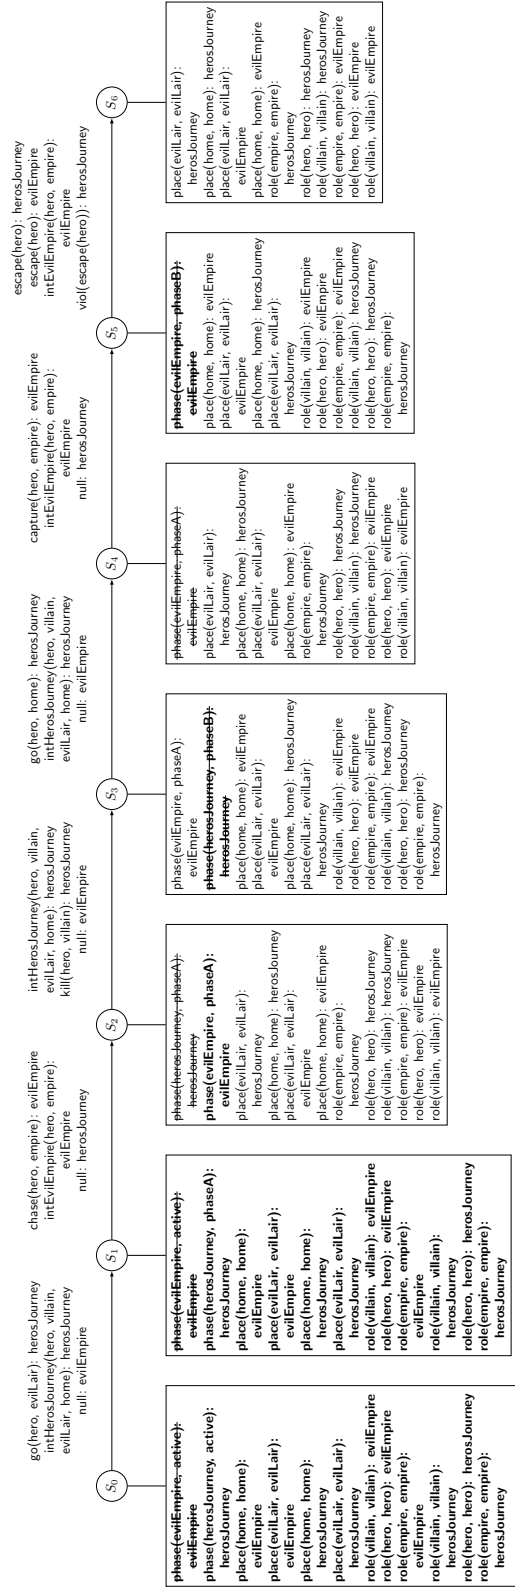 go(hero, evilLair): herosJourney
intHerosJourney(hero, villain,
evilLair, home): herosJourney
null: evilEmpire
chase(hero, empire): evilEmpire
intEvilEmpire(hero, empire):
evilEmpire
null: herosJourney
intHerosJourney(hero, villain,
evilLair, home): herosJourney
kill(hero, villain): herosJourney
null: evilEmpire
go(hero, home): herosJourney
intHerosJourney(hero, villain,
evilLair, home): herosJourney
null: evilEmpire
capture(hero, empire): evilEmpire
intEvilEmpire(hero, empire):
evilEmpire
null: herosJourney
escape(hero): herosJourney
escape(hero): evilEmpire
intEvilEmpire(hero, empire):
evilEmpire
viol(escape(hero)): herosJourney
S0
S1
S2
S3
S4
S5
S6
phase(evilEmpire, active):
evilEmpire
phase(herosJourney, active):
herosJourney
place(home, home):
evilEmpire
place(evilLair, evilLair):
evilEmpire
place(home, home):
herosJourney
place(evilLair, evilLair):
herosJourney
role(villain, villain): evilEmpire
role(hero, hero): evilEmpire
role(empire, empire):
evilEmpire
role(villain, villain):
herosJourney
role(hero, hero): herosJourney
role(empire, empire):
herosJourney
phase(evilEmpire, active):
evilEmpire
phase(herosJourney, phaseA):
herosJourney
place(home, home):
evilEmpire
place(evilLair, evilLair):
evilEmpire
place(home, home):
herosJourney
place(evilLair, evilLair):
herosJourney
role(villain, villain): evilEmpire
role(hero, hero): evilEmpire
role(empire, empire):
evilEmpire
role(villain, villain):
herosJourney
role(hero, hero): herosJourney
role(empire, empire):
herosJourney
phase(herosJourney, phaseA):
herosJourney
phase(evilEmpire, phaseA):
evilEmpire
place(evilLair, evilLair):
herosJourney
place(home, home): herosJourney
place(evilLair, evilLair):
evilEmpire
place(home, home): evilEmpire
role(empire, empire):
herosJourney
role(hero, hero): herosJourney
role(villain, villain): herosJourney
role(empire, empire): evilEmpire
role(hero, hero): evilEmpire
role(villain, villain): evilEmpire
phase(evilEmpire, phaseA):
evilEmpire
phase(herosJourney, phaseB):
herosJourney
place(home, home): evilEmpire
place(evilLair, evilLair):
evilEmpire
place(home, home): herosJourney
place(evilLair, evilLair):
herosJourney
role(villain, villain): evilEmpire
role(hero, hero): evilEmpire
role(empire, empire): evilEmpire
role(villain, villain): herosJourney
role(hero, hero): herosJourney
role(empire, empire):
herosJourney
phase(evilEmpire, phaseA):
evilEmpire
place(evilLair, evilLair):
herosJourney
place(home, home): herosJourney
place(evilLair, evilLair):
evilEmpire
place(home, home): evilEmpire
role(empire, empire):
herosJourney
role(hero, hero): herosJourney
role(villain, villain): herosJourney
role(empire, empire): evilEmpire
role(hero, hero): evilEmpire
role(villain, villain): evilEmpire
phase(evilEmpire, phaseB):
evilEmpire
place(home, home): evilEmpire
place(evilLair, evilLair):
evilEmpire
place(home, home): herosJourney
place(evilLair, evilLair):
herosJourney
role(villain, villain): evilEmpire
role(hero, hero): evilEmpire
role(empire, empire): evilEmpire
role(villain, villain): herosJourney
role(hero, hero): herosJourney
role(empire, empire):
herosJourney
place(evilLair, evilLair):
herosJourney
place(home, home): herosJourney
place(evilLair, evilLair):
evilEmpire
place(home, home): evilEmpire
role(empire, empire):
herosJourney
role(hero, hero): herosJourney
role(villain, villain): herosJourney
role(empire, empire): evilEmpire
role(hero, hero): evilEmpire
role(villain, villain): evilEmpire